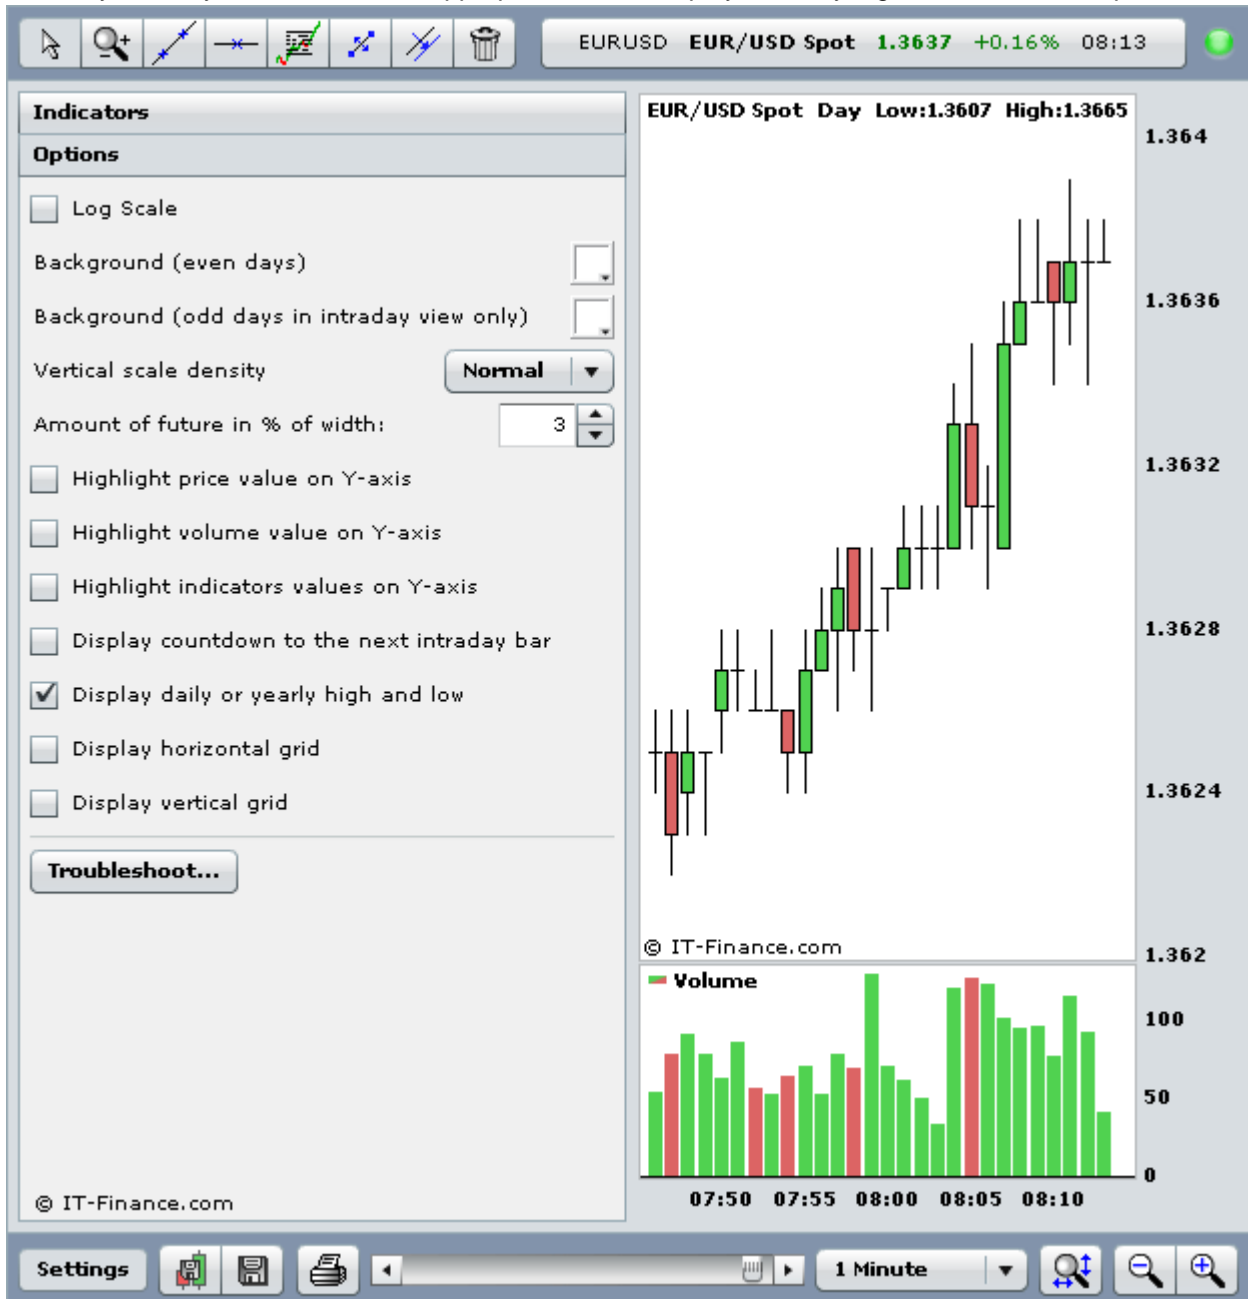 EURUSD EUR/USD Spot 1.3637 +0.16% 08:13
Indicators
Options
Log Scale
Background (even days)
Background (odd days in intraday view only)
Vertical scale density Normal
Amount of future in % of width: 3
Highlight price value on Y-axis
Highlight volume value on Y-axis
Highlight indicators values on Y-axis
Display countdown to the next intraday bar
Display daily or yearly high and low
Display horizontal grid
Display vertical grid
Troubleshoot...
© IT-Finance.com
EUR/USD Spot Day Low:1.3607 High:1.3665
1.364
1.3636
1.3632
1.3628
1.3624
1.362
© IT-Finance.com
Volume
100
50
0
07:50 07:55 08:00 08:05 08:10
Settings 1 Minute